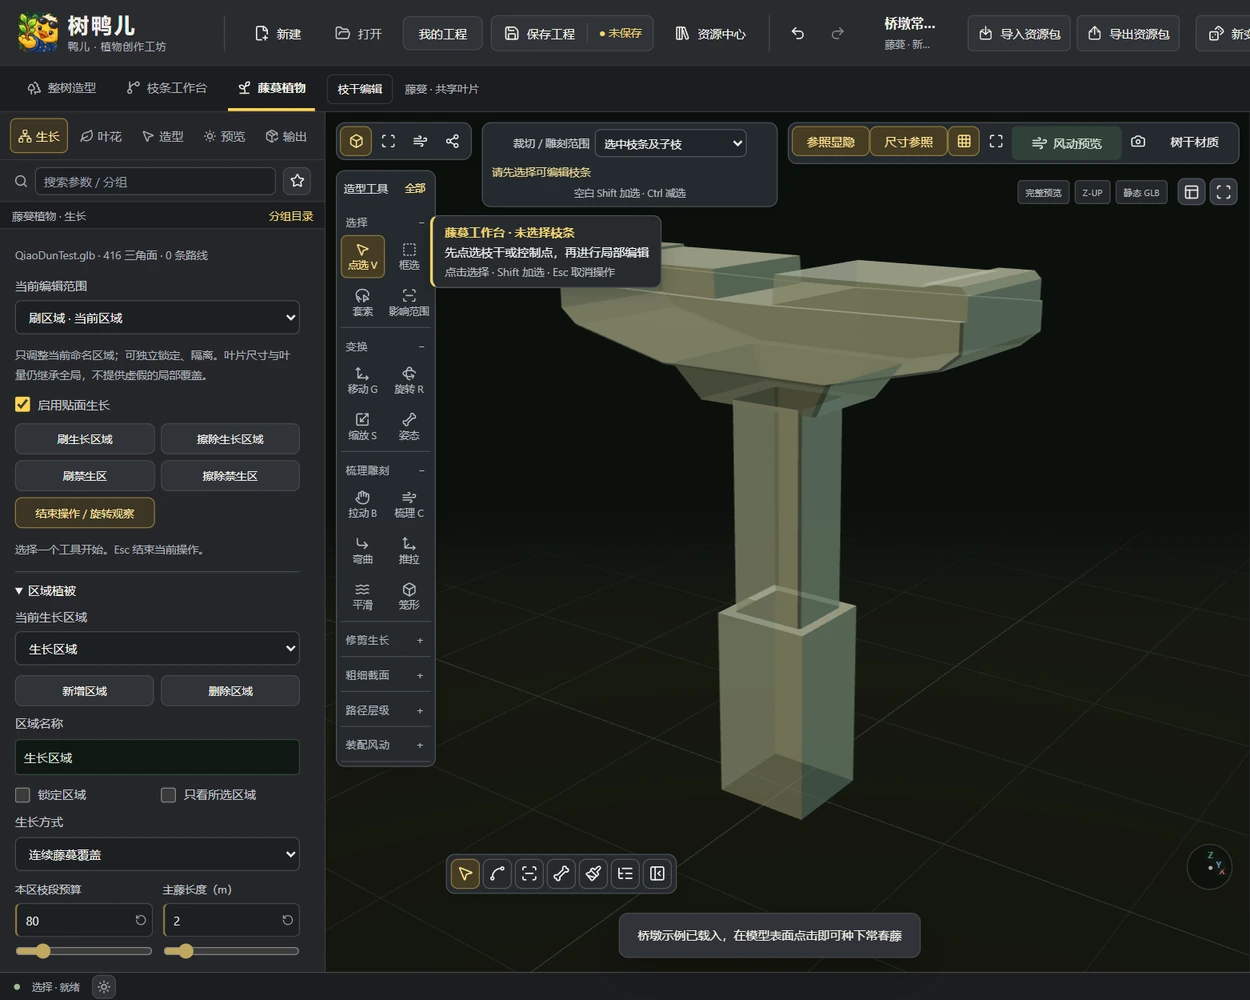 树鸭儿
鸭儿 · 植物创作工坊
新建
打开
我的工程
保存工程
未保存
资源中心
桥墩常...
藤蔓 · 新...
导入资源包
导出资源包
整树造型
枝条工作台
藤蔓植物
枝干编辑
藤蔓 · 共享叶片
生长
叶花
造型
预览
输出
搜索参数 / 分组
藤蔓植物 · 生长
分组目录
QiaoDunTest.glb · 416 三角面 · 0 条路线
当前编辑范围
刷区域 · 当前区域
只调整当前命名区域；可独立锁定、隔离。叶片尺寸与叶
量仍继承全局，不提供虚假的局部覆盖。
启用贴面生长
刷生长区域
擦除生长区域
刷禁生区
擦除禁生区
结束操作 / 旋转观察
选择一个工具开始。Esc 结束当前操作。
▼ 区域植被
当前生长区域
生长区域
新增区域
删除区域
区域名称
生长区域
锁定区域
只看所选区域
生长方式
连续藤蔓覆盖
本区枝段预算
主藤长度（m）
80
2
选择 · 就绪
造型工具
全部
选择
−
点选 V
框选
套索
影响范围
变换
−
移动 G
旋转 R
缩放 S
姿态
梳理雕刻
−
拉动 B
梳理 C
弯曲
推拉
平滑
笼形
修剪生长
+
粗细截面
+
路径层级
+
装配风动
+
裁切 / 雕刻范围
选中枝条及子枝
请先选择可编辑枝条
空白 Shift 加选 · Ctrl 减选
藤蔓工作台 · 未选择枝条
先点选枝干或控制点，再进行局部编辑
点击选择 · Shift 加选 · Esc 取消操作
参照显隐
尺寸参照
风动预览
树干材质
完整预览
Z-UP
静态 GLB
Z
Y
X
桥墩示例已载入，在模型表面点击即可种下常春藤